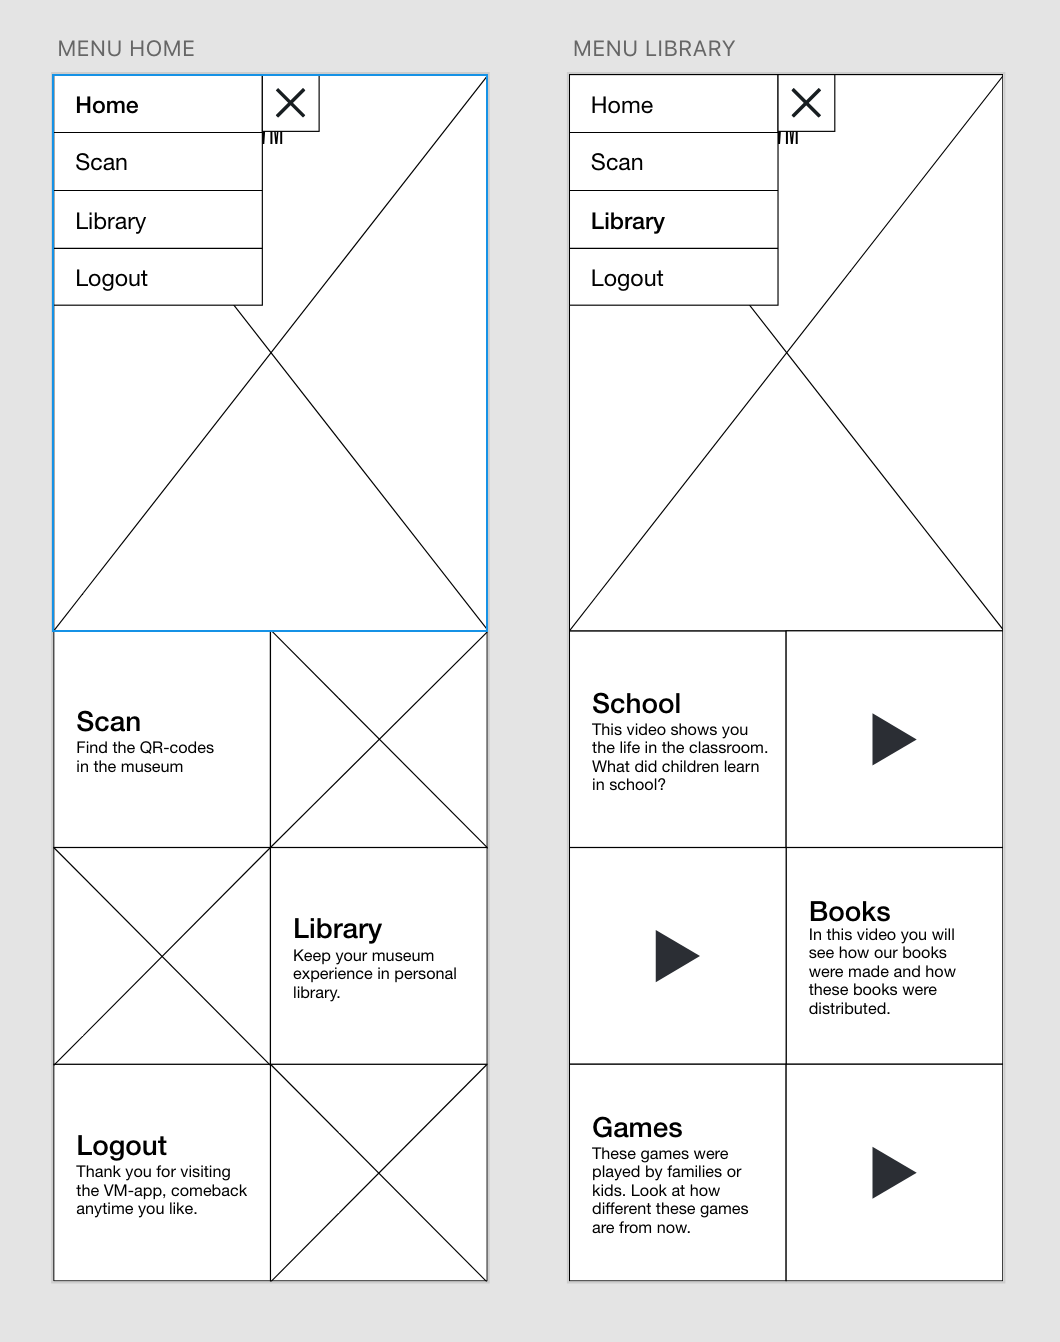 MENU HOME
Home
Scan
Library
Logout
Scan
Find the QR-codes
in the museum
Library
Keep your museum
experience in personal
library.
Logout
Thank you for visiting
the VM-app, comeback
anytime you like.
MENU LIBRARY
Home
Scan
Library
Logout
School
This video shows you
the life in the classroom.
What did children learn
in school?
Books
In this video you will
see how our books
were made and how
these books were
distributed.
Games
These games were
played by families or
kids. Look at how
different these games
are from now.